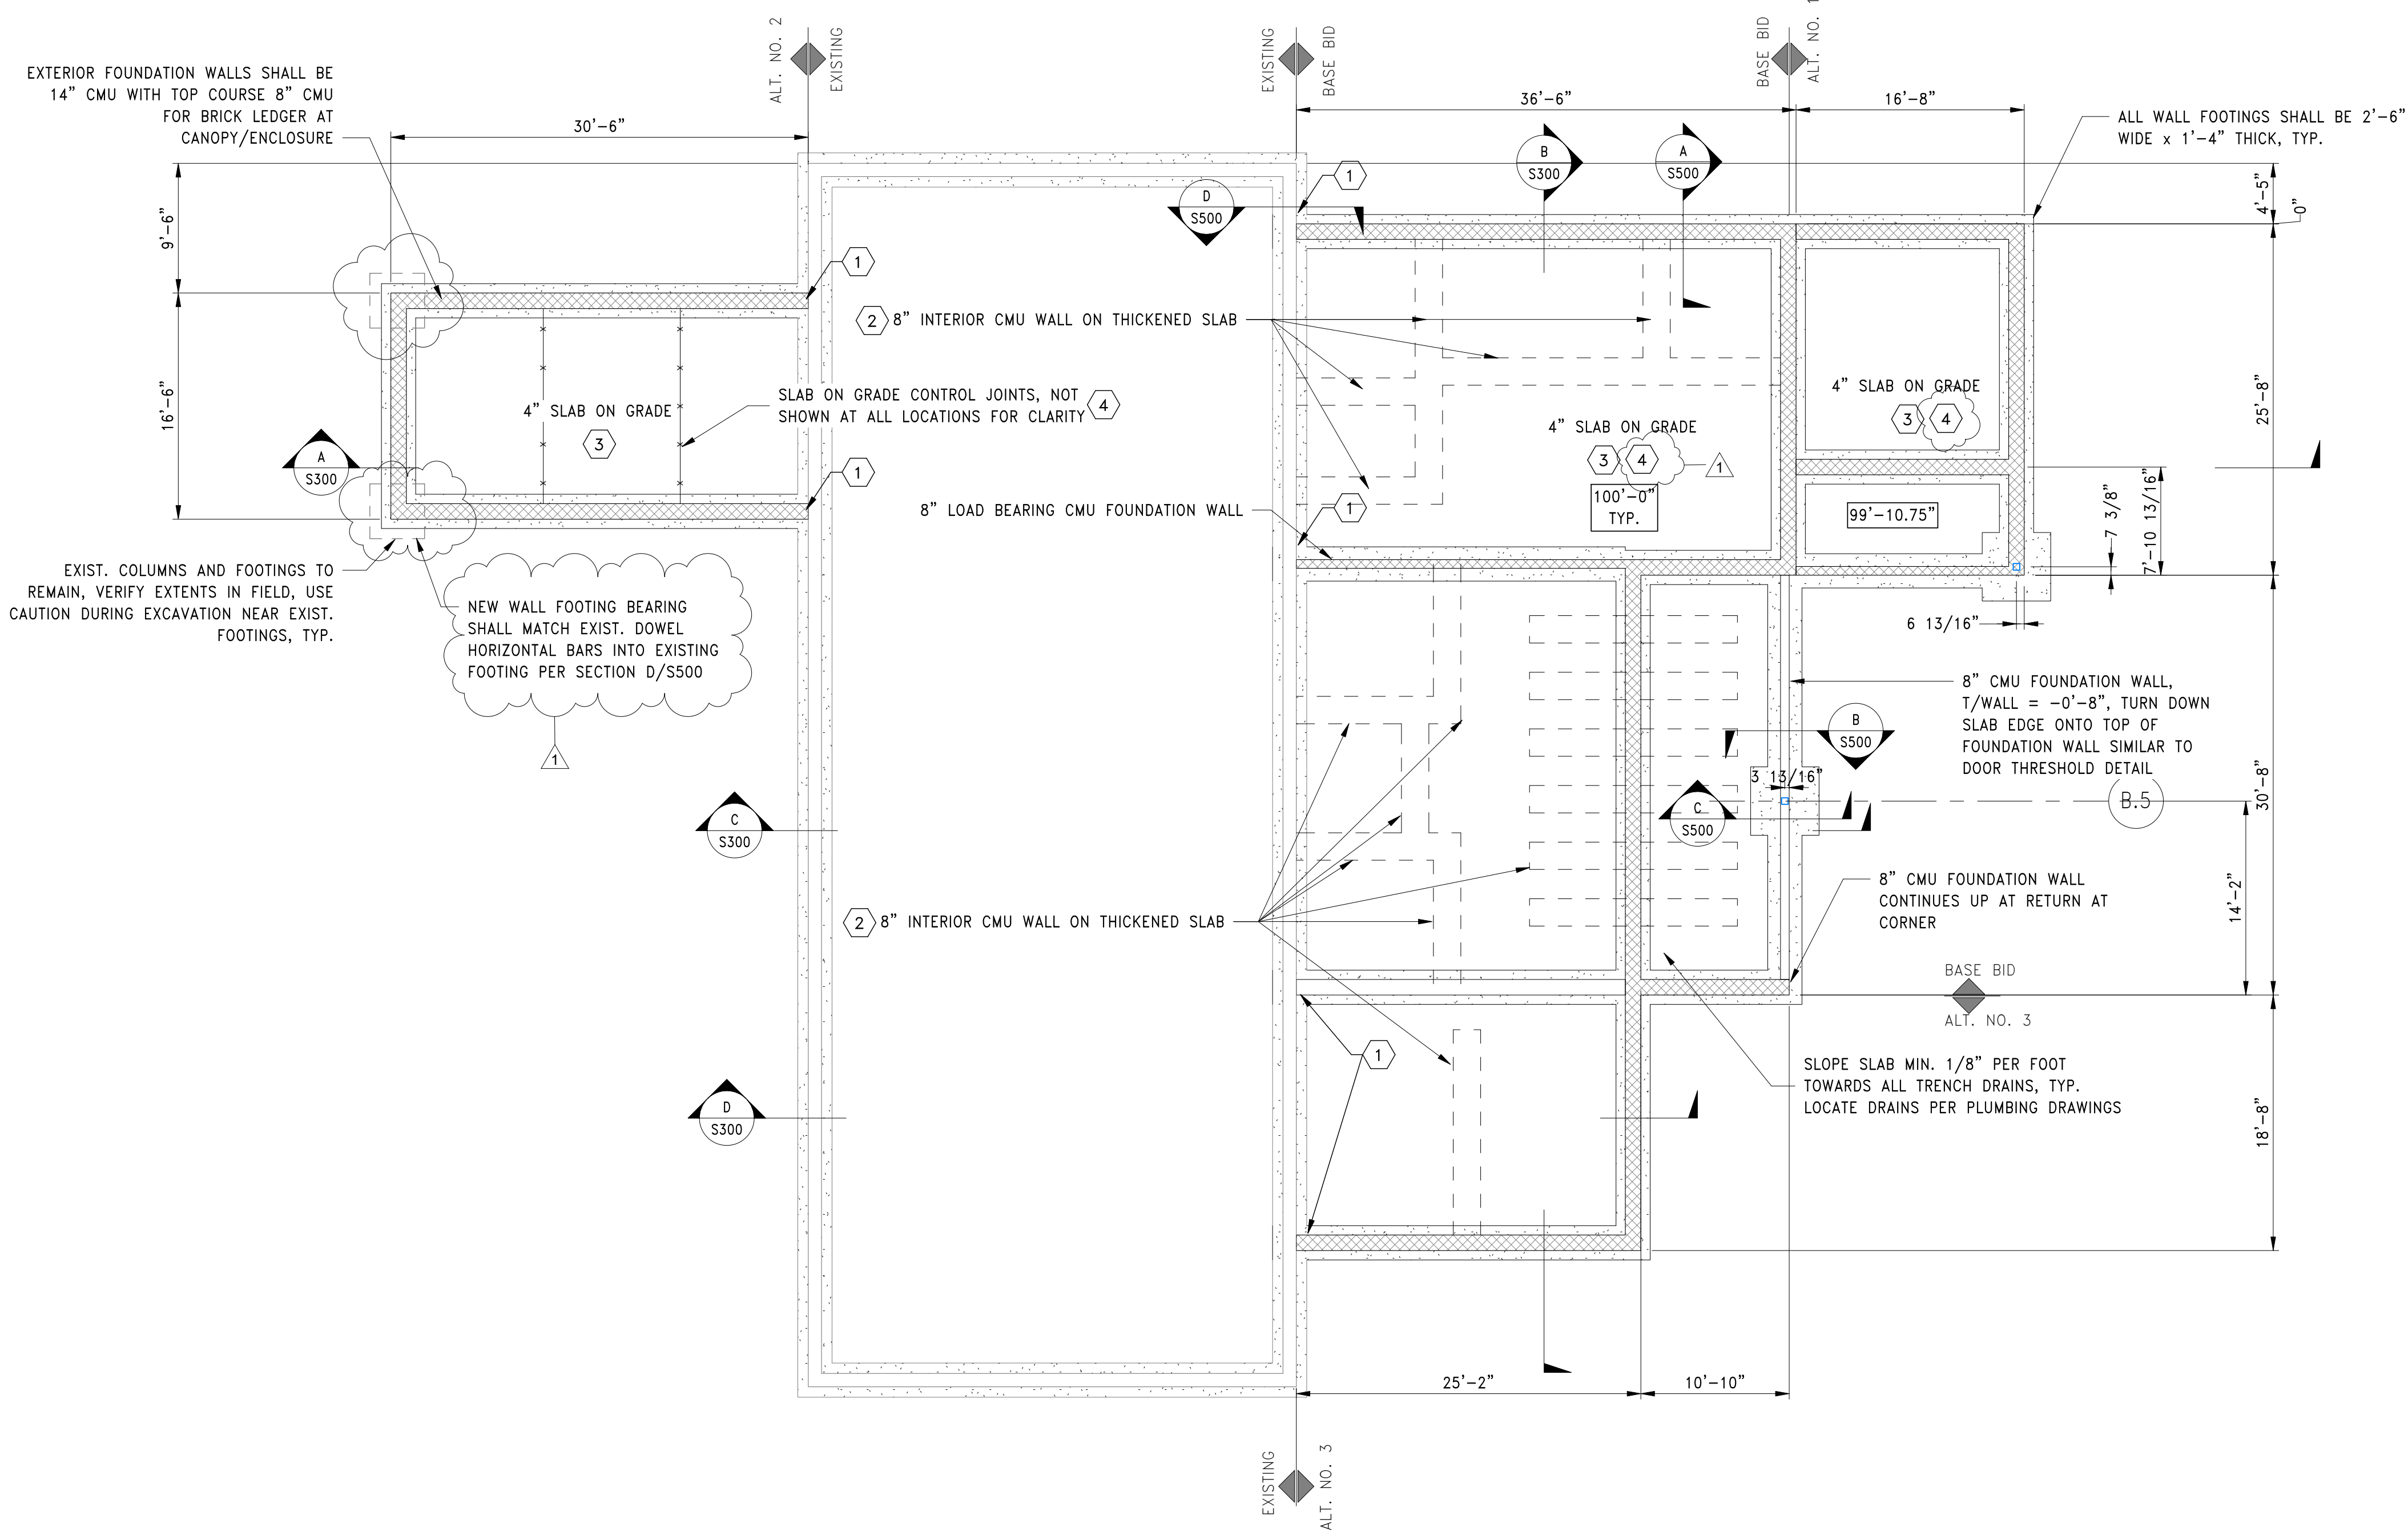 ALT. NO. 2
EXISTING
EXISTING
BASE BID
BASE BID
ALT. NO. 1
EXTERIOR FOUNDATION WALLS SHALL BE
14" CMU WITH TOP COURSE 8" CMU
FOR BRICK LEDGER AT
CANOPY/ENCLOSURE
30'-6"
36'-6"
16'-8"
ALL WALL FOOTINGS SHALL BE 2'-6"
WIDE x 1'-4" THICK, TYP.
B
S300
A
S500
D
S500
1
4'-5"
0"
9'-6"
1
2
8" INTERIOR CMU WALL ON THICKENED SLAB
16'-6"
4" SLAB ON GRADE
3
SLAB ON GRADE CONTROL JOINTS, NOT
SHOWN AT ALL LOCATIONS FOR CLARITY
4
4" SLAB ON GRADE
3
4
1
4" SLAB ON GRADE
3
4
25'-8"
A
S300
1
100'-0"
TYP.
99'-10.75"
8" LOAD BEARING CMU FOUNDATION WALL
1
7 3/8"
7'-10 13/16"
6 13/16"
EXIST. COLUMNS AND FOOTINGS TO
REMAIN, VERIFY EXTENTS IN FIELD, USE
CAUTION DURING EXCAVATION NEAR EXIST.
FOOTINGS, TYP.
NEW WALL FOOTING BEARING
SHALL MATCH EXIST. DOWEL
HORIZONTAL BARS INTO EXISTING
FOOTING PER SECTION D/S500
1
8" CMU FOUNDATION WALL,
T/WALL = -0'-8", TURN DOWN
SLAB EDGE ONTO TOP OF
FOUNDATION WALL SIMILAR TO
DOOR THRESHOLD DETAIL
B
S500
3 13/16"
C
S500
B.5
30'-8"
C
S300
8" CMU FOUNDATION WALL
CONTINUES UP AT RETURN AT
CORNER
14'-2"
2
8" INTERIOR CMU WALL ON THICKENED SLAB
BASE BID
ALT. NO. 3
1
SLOPE SLAB MIN. 1/8" PER FOOT
TOWARDS ALL TRENCH DRAINS, TYP.
LOCATE DRAINS PER PLUMBING DRAWINGS
D
S300
18'-8"
25'-2"
10'-10"
EXISTING
ALT. NO. 3